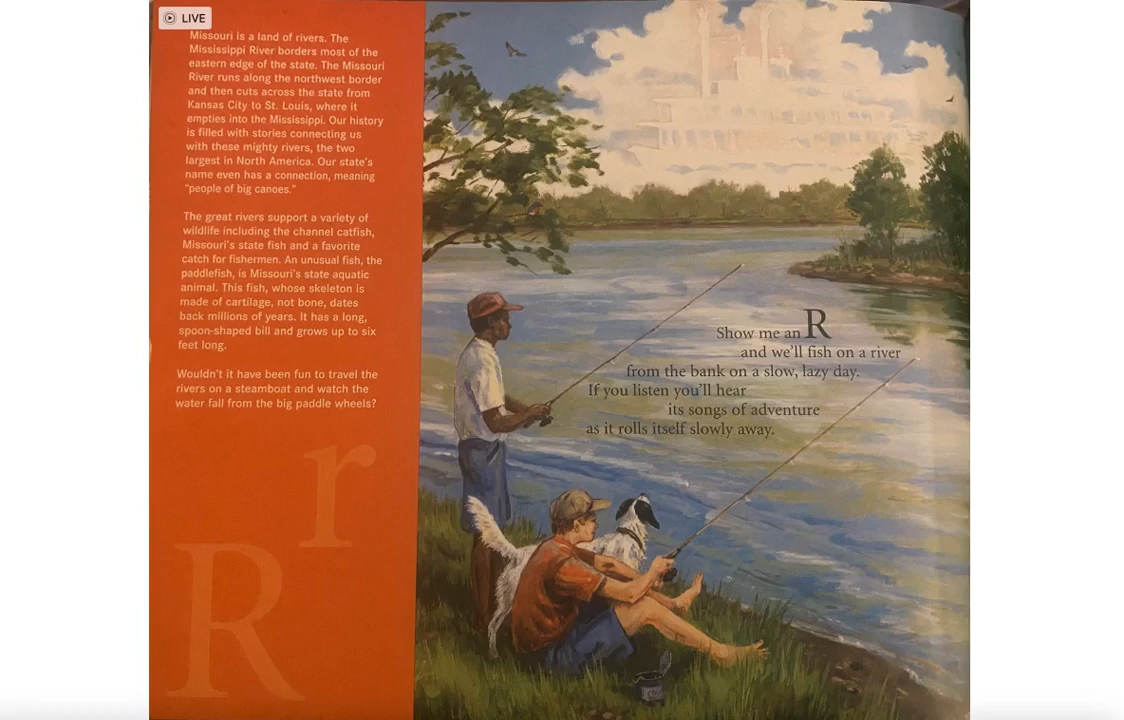 LIVE
Missouri is a land of rivers. The
Mississippi River borders most of the
eastern edge of the state. The Missouri
River runs along the northwest border
and then cuts across the state from
Kansas City to St. Louis, where it
empties into the Mississippi. Our history
is filled with stories connecting us
with these mighty rivers, the two
largest in North America. Our state's
name even has a connection, meaning
"people of big canoes."
The great rivers support a variety of
wildlife including the channel catfish,
Missouri's state fish and a favorite
catch for fishermen. An unusual fish, the
paddlefish, is Missouri's state aquatic
animal. This fish, whose skeleton is
made of cartilage, not bone, dates
back millions of years. It has a long,
spoon-shaped bill and grows up to six
feet long.
Wouldn't it have been fun to travel the
rivers on a steamboat and watch the
water fall from the big paddle wheels?
r
R
Show me an R
and we'll fish on a river
from the bank on a slow, lazy day.
If you listen you'll hear
its songs of adventure
as it rolls itself slowly away.